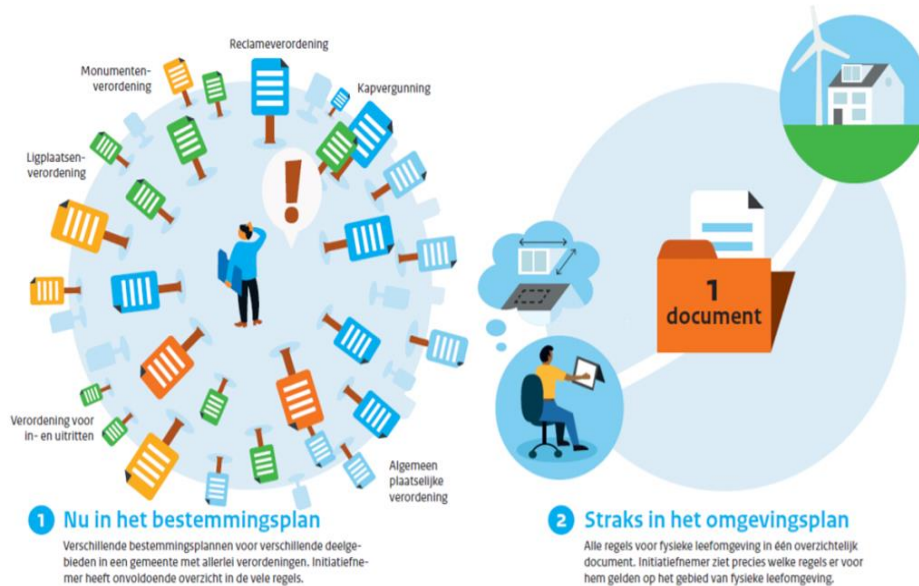 Reclameverordening
Monumenten-
verordening
Kapvergunning
Ligplaatsen-
verordening
!
1
document
Verordening voor
in- en uitritten
Algemeen
plaatselijke
verordening
1 Nu in het bestemmingsplan
Verschillende bestemmingsplannen voor verschillende deelge-
bieden in een gemeente met allerlei verordeningen. Initiatiefne-
mer heeft onvoldoende overzicht in de vele regels.
2 Straks in het omgevingsplan
Alle regels voor fysieke leefomgeving in één overzichtelijk
document. Initiatiefnemer ziet precies welke regels er voor
hem gelden op het gebied van fysieke leefomgeving.